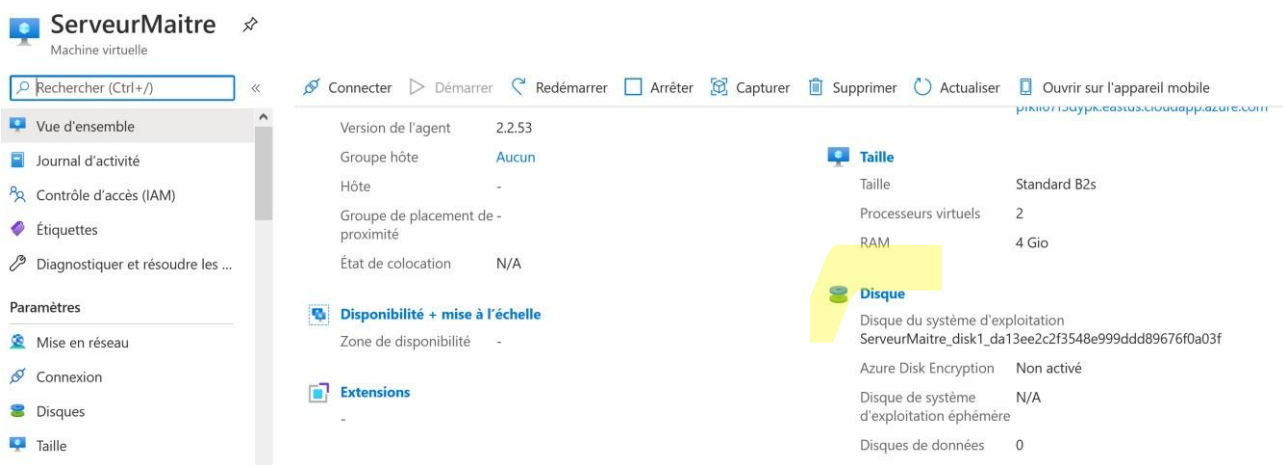 ServeurMaitre
Machine virtuelle
Rechercher (Ctrl+/)
«
Connecter
Démarrer
Redémarrer
Arrêter
Capturer
Supprimer
Actualiser
Ouvrir sur l'appareil mobile
Vue d'ensemble
Journal d'activité
Contrôle d'accès (IAM)
Étiquettes
Diagnostiquer et résoudre les ...
Paramètres
Mise en réseau
Connexion
Disques
Taille
Version de l'agent 2.2.53
Groupe hôte Aucun
Hôte -
Groupe de placement de -
proximité
État de colocation N/A
Disponibilité + mise à l'échelle
Zone de disponibilité -
Extensions
-
Taille
Taille Standard B2s
Processeurs virtuels 2
RAM 4 Gio
Disque
Disque du système d'exploitation
ServeurMaitre_disk1_da13ee2c2f3548e999ddd89676f0a03f
Azure Disk Encryption Non activé
Disque de système N/A
d'exploitation éphémère
Disques de données 0